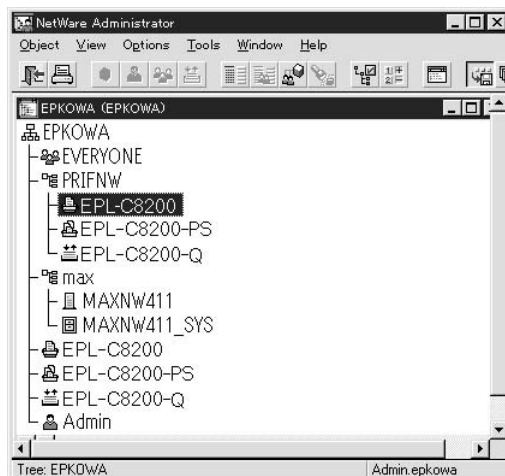 NetWare Administrator
Object View Options Tools Window Help
EPKOWA (EPKOWA)
EPKOWA
EVERYONE
PRIFNW
EPL-C8200
EPL-C8200-PS
EPL-C8200-Q
max
MAXNW411
MAXNW411_SYS
EPL-C8200
EPL-C8200-PS
EPL-C8200-Q
Admin
Tree: EPKOWA Admin.epkowa